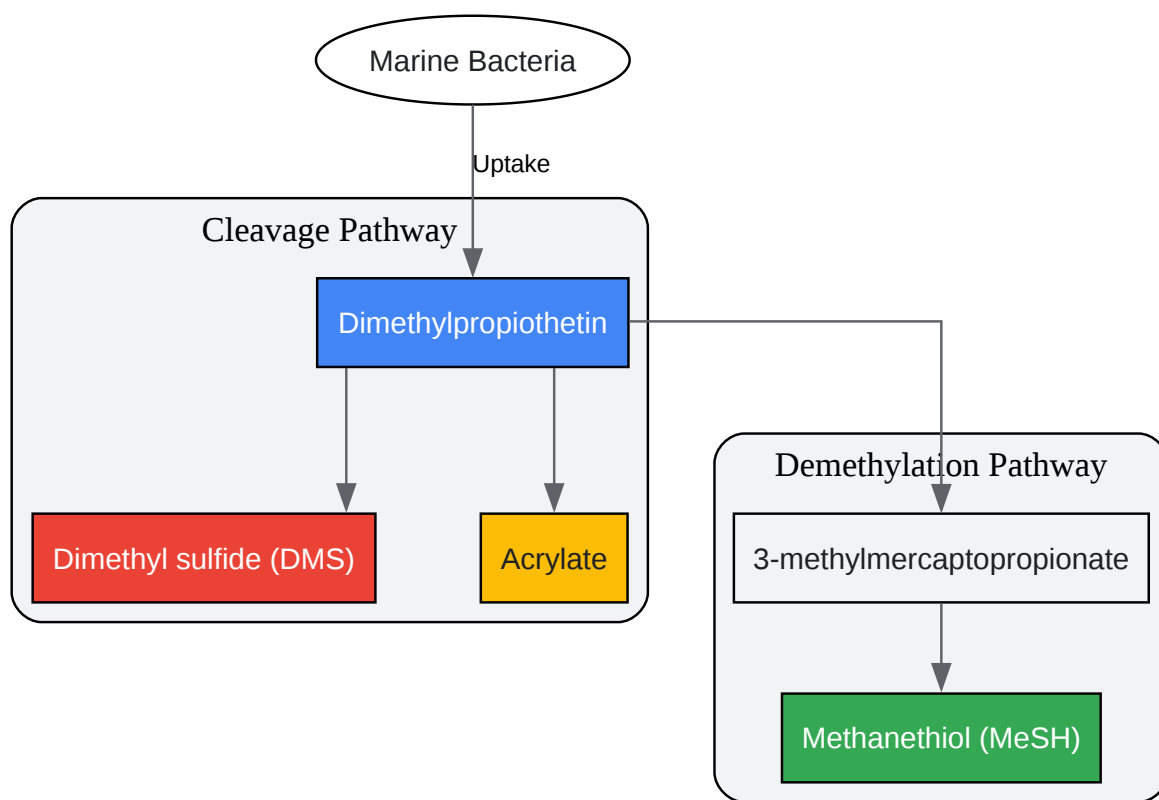 Marine Bacteria
Uptake
Cleavage Pathway
Dimethylpropiothetin
Dimethyl sulfide (DMS)
Acrylate
Demethylation Pathway
3-methylmercaptopropionate
Methanethiol (MeSH)